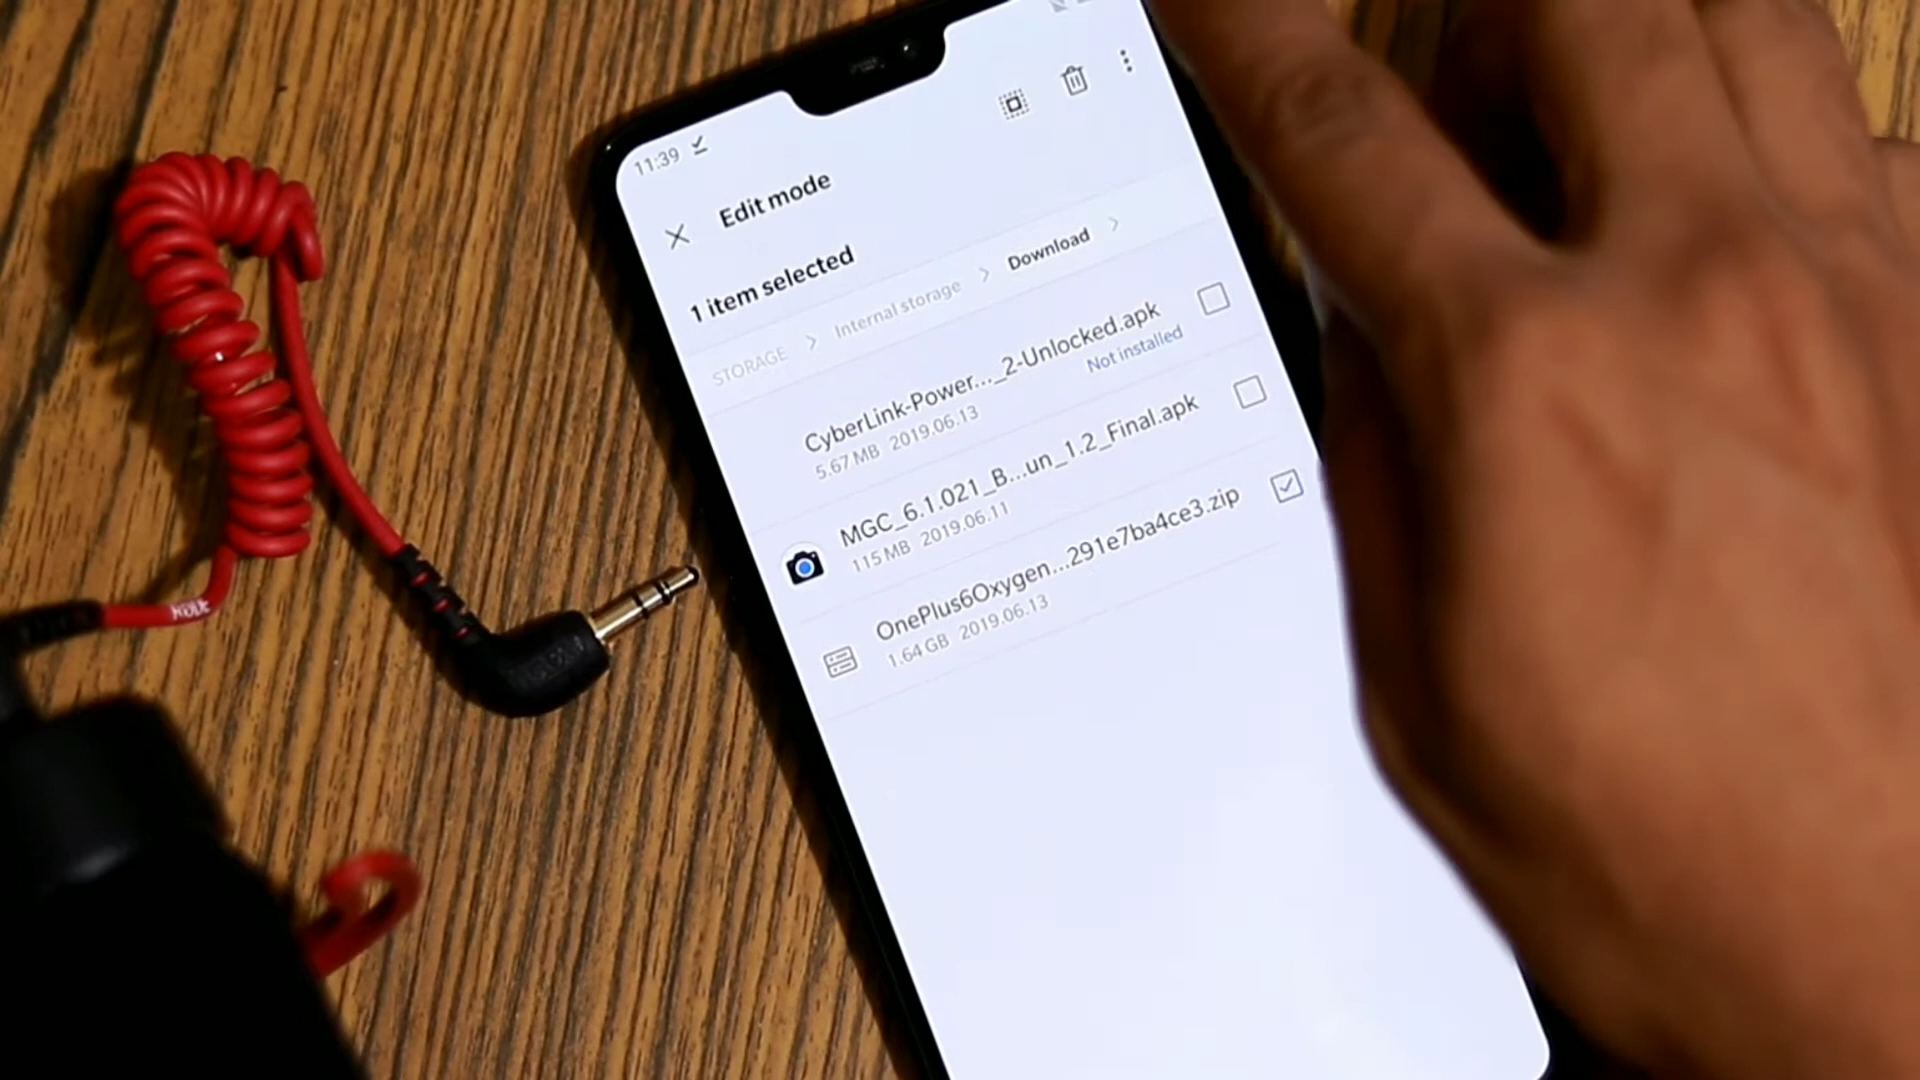 11:39
Edit mode
1 item selected
STORAGE > Internal storage > Download >
CyberLink-Power..._2-Unlocked.apk
5.67 MB 2019.06.13
Not installed
MGC_6.1.021_B...un_1.2_Final.apk
115 MB 2019.06.11
OnePlus6Oxygen...291e7ba4ce3.zip
1.64 GB 2019.06.13